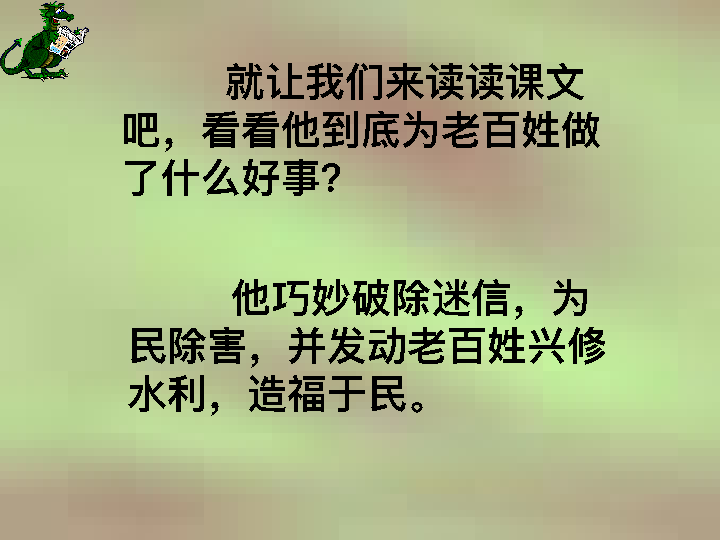 就让我们来读读课文
吧，看看他到底为老百姓做
了什么好事?
他巧妙破除迷信，为
民除害，并发动老百姓兴修
水利，造福于民。